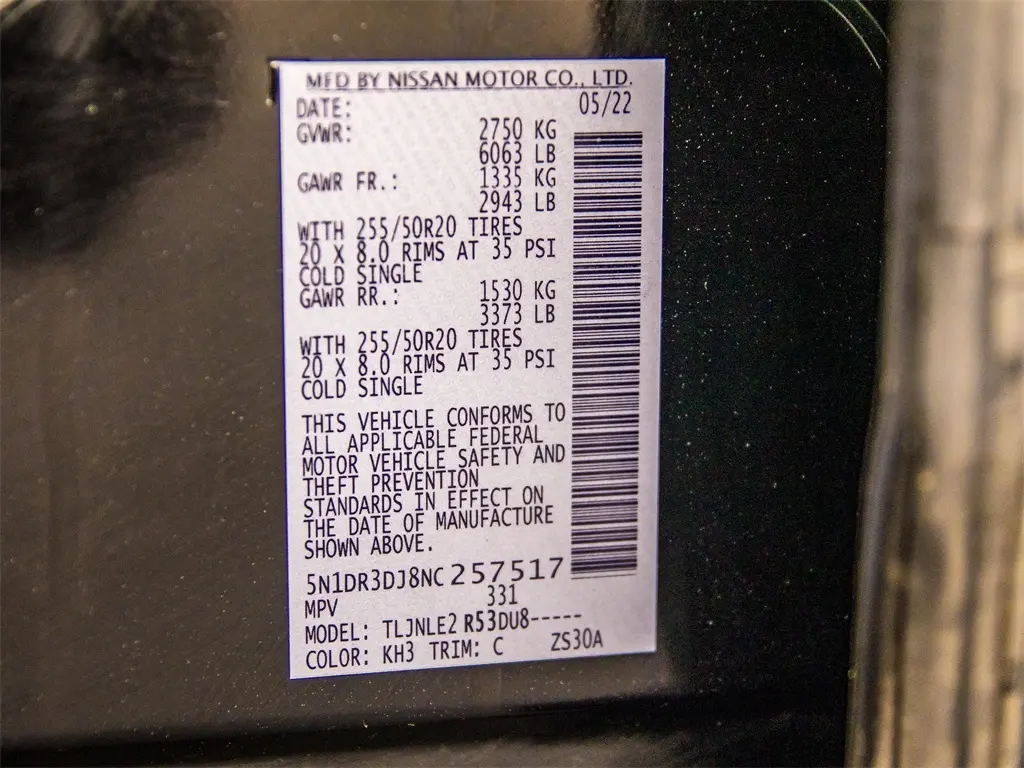 MFD BY NISSAN MOTOR CO., LTD.
DATE: 05/22
GVWR: 2750 KG
6063 LB
GAWR FR.: 1335 KG
2943 LB
WITH 255/50R20 TIRES
20 X 8.0 RIMS AT 35 PSI
COLD SINGLE
GAWR RR.: 1530 KG
3373 LB
WITH 255/50R20 TIRES
20 X 8.0 RIMS AT 35 PSI
COLD SINGLE
THIS VEHICLE CONFORMS TO
ALL APPLICABLE FEDERAL
MOTOR VEHICLE SAFETY AND
THEFT PREVENTION
STANDARDS IN EFFECT ON
THE DATE OF MANUFACTURE
SHOWN ABOVE.
5N1DR3DJ8NC257517
MPV 331
MODEL: TLJNLE2 R53DU8-----
COLOR: KH3 TRIM: C ZS30A